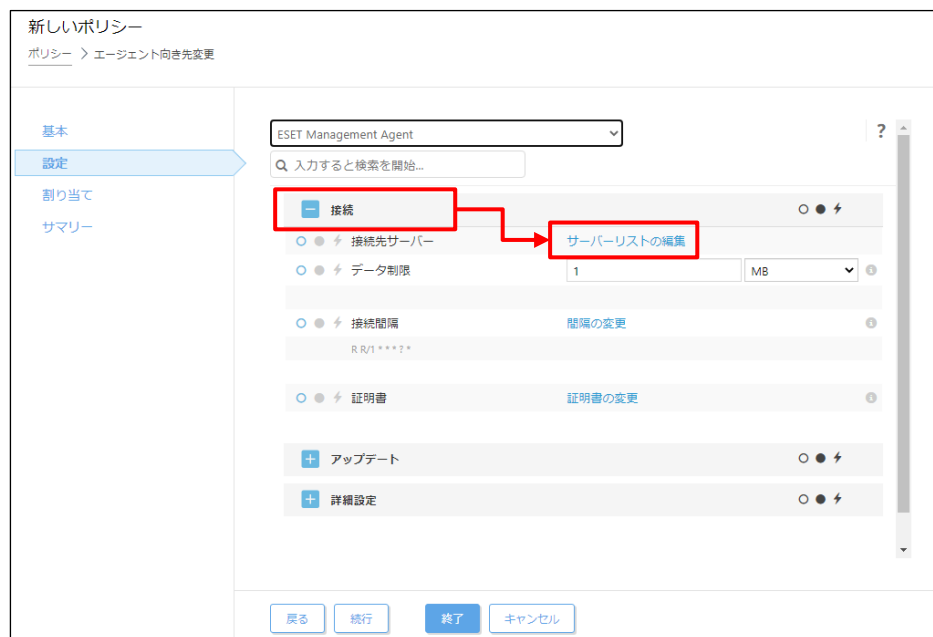 新しいポリシー
ポリシー > エージェント向き先変更
基本
設定
割り当て
サマリー
ESET Management Agent
?
入力すると検索を開始...
接続
接続先サーバー サーバーリストの編集
データ制限 1 MB
接続間隔 間隔の変更
R R/1 * * * ? *
証明書 証明書の変更
アップデート
詳細設定
戻る 続行 終了 キャンセル